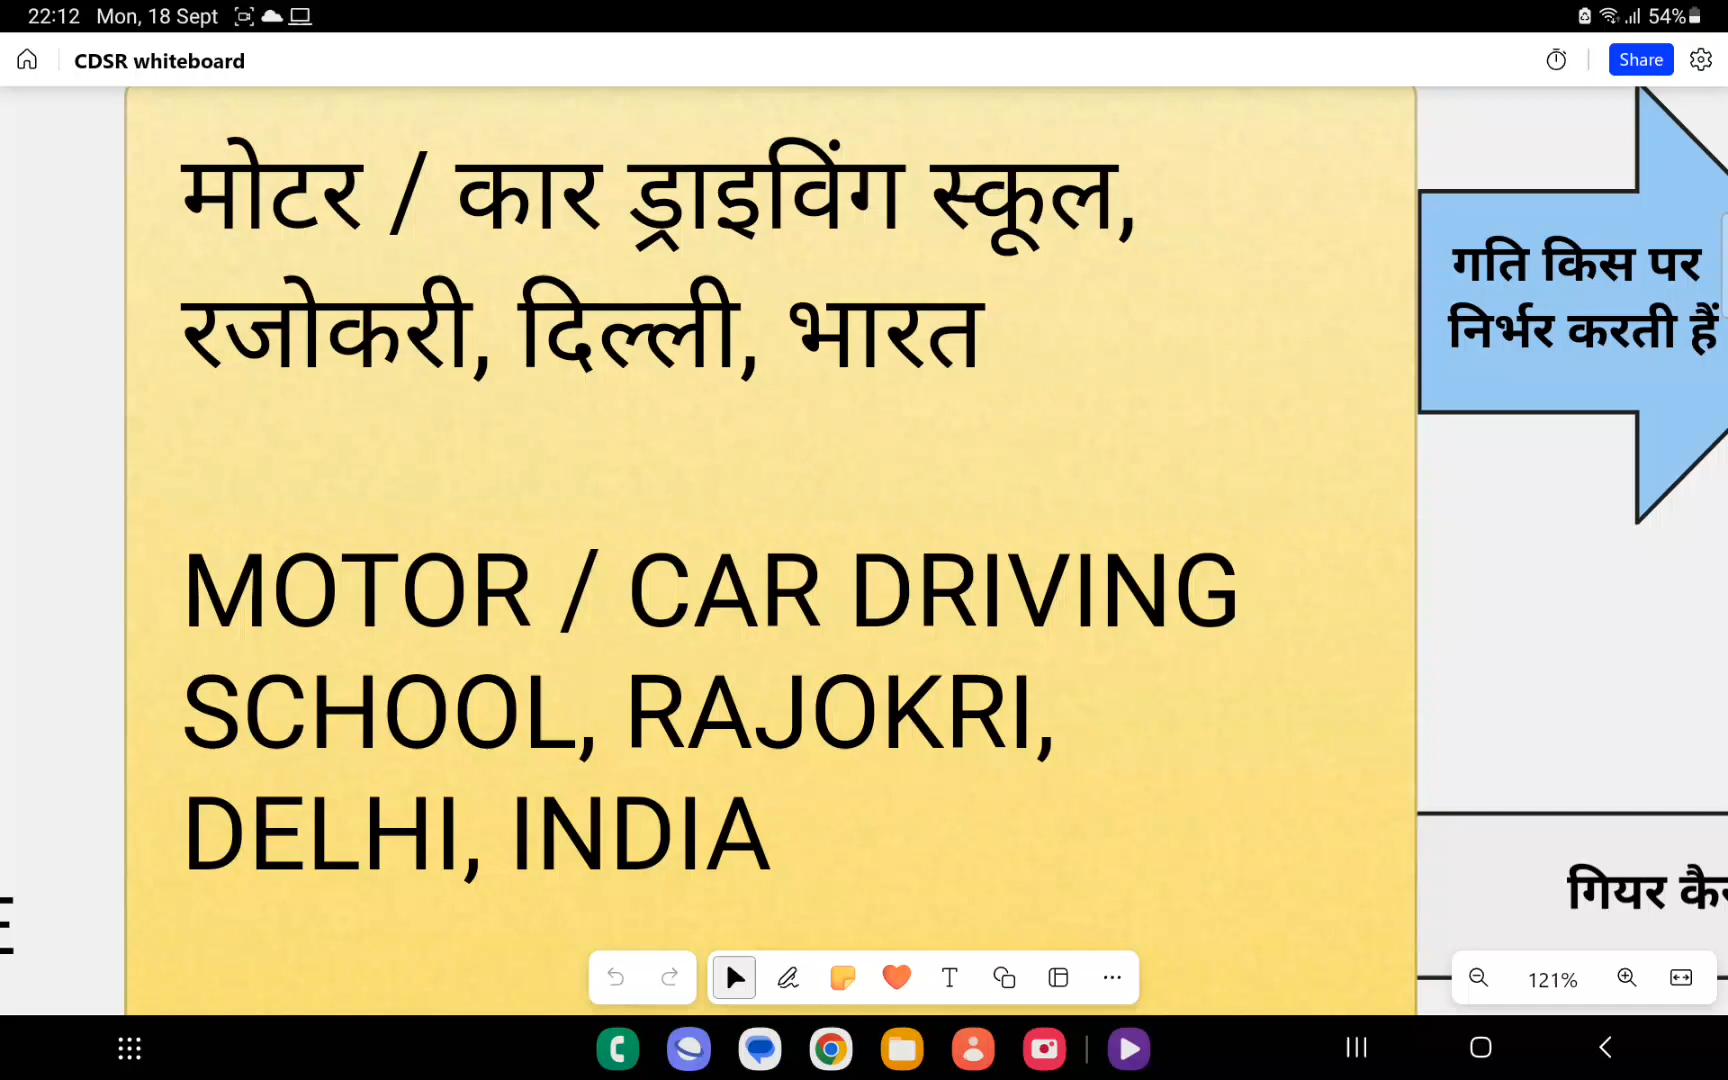 22:12 Mon, 18 Sept
54%
CDSR whiteboard
Share
मोटर / कार ड्राइविंग स्कूल,
रजोकरी, दिल्ली, भारत
MOTOR / CAR DRIVING
SCHOOL, RAJOKRI,
DELHI, INDIA
गति किस पर
निर्भर करती हैं
गियर
E
T
121%